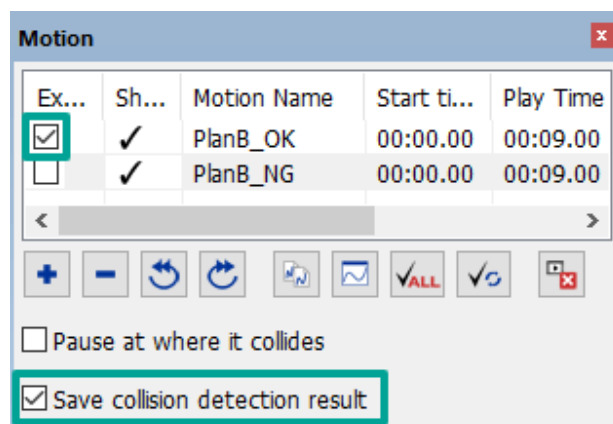 Motion
Ex... Sh... Motion Name Start ti... Play Time
PlanB_OK 00:00.00 00:09.00
PlanB_NG 00:00.00 00:09.00
ALL
Pause at where it collides
Save collision detection result